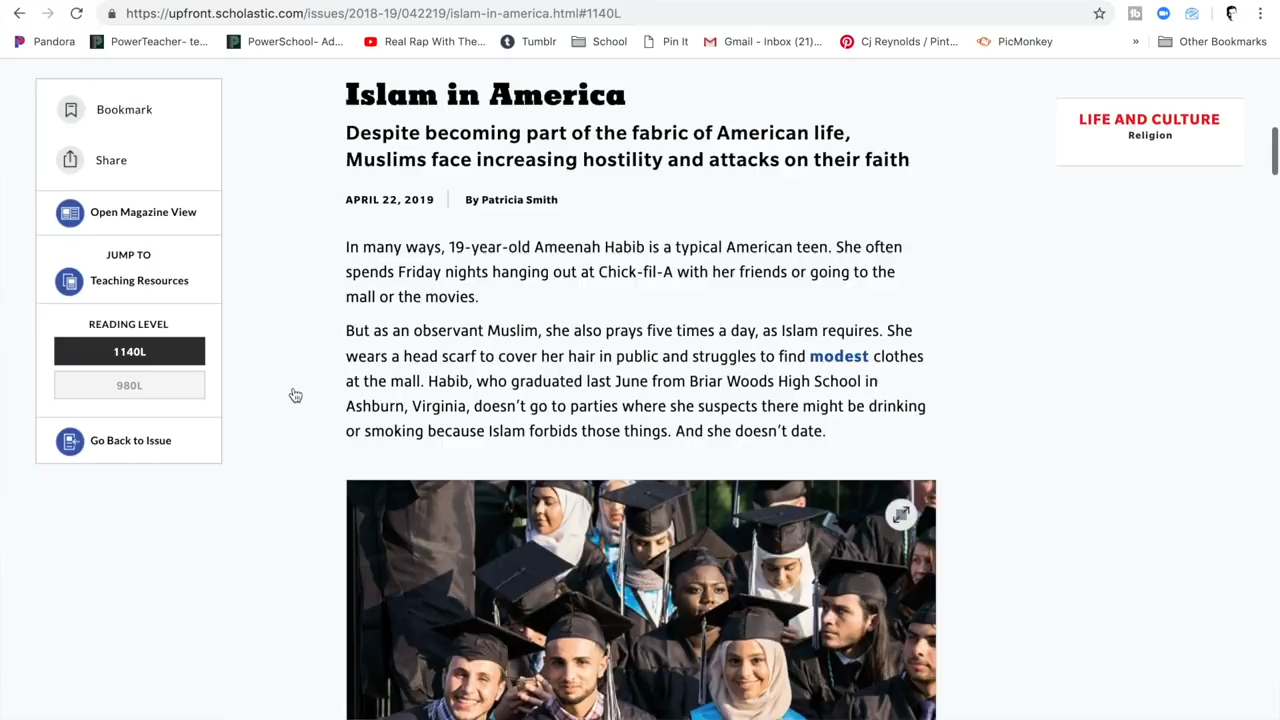 https://upfront.scholastic.com/issues/2018-19/042219/islam-in-america.html#1140L
Pandora
PowerTeacher- te...
PowerSchool- Ad...
Real Rap With The...
Tumblr
School
Pin It
Gmail - Inbox (21)...
Cj Reynolds / Pint...
PicMonkey
»
Other Bookmarks
Bookmark
Share
Open Magazine View
JUMP TO
Teaching Resources
READING LEVEL
1140L
980L
Go Back to Issue
Islam in America
Despite becoming part of the fabric of American life,
Muslims face increasing hostility and attacks on their faith
APRIL 22, 2019
By Patricia Smith
In many ways, 19-year-old Ameenah Habib is a typical American teen. She often
spends Friday nights hanging out at Chick-fil-A with her friends or going to the
mall or the movies.
But as an observant Muslim, she also prays five times a day, as Islam requires. She
wears a head scarf to cover her hair in public and struggles to find modest clothes
at the mall. Habib, who graduated last June from Briar Woods High School in
Ashburn, Virginia, doesn't go to parties where she suspects there might be drinking
or smoking because Islam forbids those things. And she doesn't date.
LIFE AND CULTURE
Religion